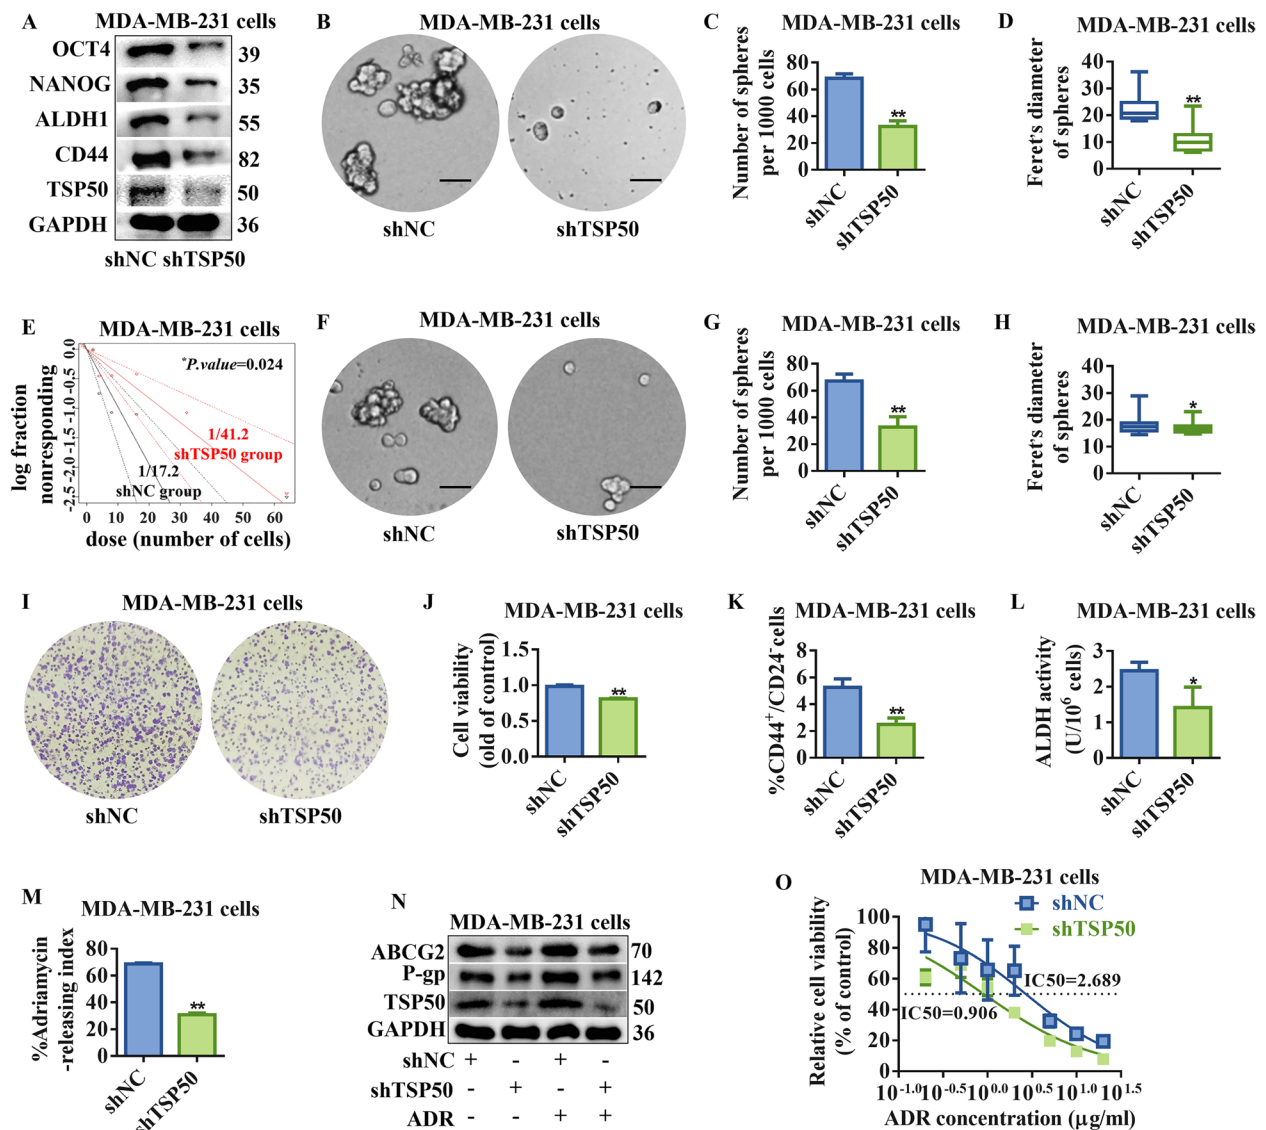 A
MDA-MB-231 cells
OCT4
39
NANOG
35
ALDH1
55
CD44
82
TSP50
50
GAPDH
36
shNC shTSP50
B
MDA-MB-231 cells
shNC
shTSP50
C
MDA-MB-231 cells
Number of spheres
per 1000 cells
80
60
40
20
0
**
shNC
shTSP50
D
MDA-MB-231 cells
Feret's diameter
of spheres
40
30
20
10
0
**
shNC
shTSP50
E
MDA-MB-231 cells
log fraction
nonresponding
0.0
-0.5
-1.0
-1.5
-2.0
-2.5
*P.value=0.024
1/41.2
shTSP50 group
1/17.2
shNC group
0 10 20 30 40 50 60
dose (number of cells)
F
MDA-MB-231 cells
shNC
shTSP50
G
MDA-MB-231 cells
Number of spheres
per 1000 cells
80
60
40
20
0
**
shNC
shTSP50
H
MDA-MB-231 cells
Feret's diameter
of spheres
40
30
20
10
0
*
shNC
shTSP50
I
MDA-MB-231 cells
shNC
shTSP50
J
MDA-MB-231 cells
Cell viability
(old of control)
1.5
1.0
0.5
0.0
**
shNC
shTSP50
K
MDA-MB-231 cells
%CD44+/CD24- cells
8
6
4
2
0
**
shNC
shTSP50
L
MDA-MB-231 cells
ALDH activity
(U/10⁶ cells)
3
2
1
0
*
shNC
shTSP50
M
MDA-MB-231 cells
%Adriamycin
-releasing index
80
60
40
20
0
**
shNC
shTSP50
N
MDA-MB-231 cells
ABCG2
70
P-gp
142
TSP50
50
GAPDH
36
shNC + - + -
shTSP50 - + - +
ADR - - + +
O
MDA-MB-231 cells
shNC
shTSP50
Relative cell viability
(% of control)
100
80
60
40
20
0
IC50=2.689
IC50=0.906
10^-1.0 10^-0.5 10^0.0 10^0.5 10^1.0 10^1.5
ADR concentration (μg/ml)